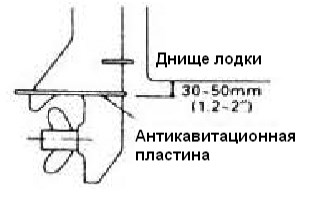 Днище лодки
30~50mm
(1.2~2")
Антикавитационная
пластина